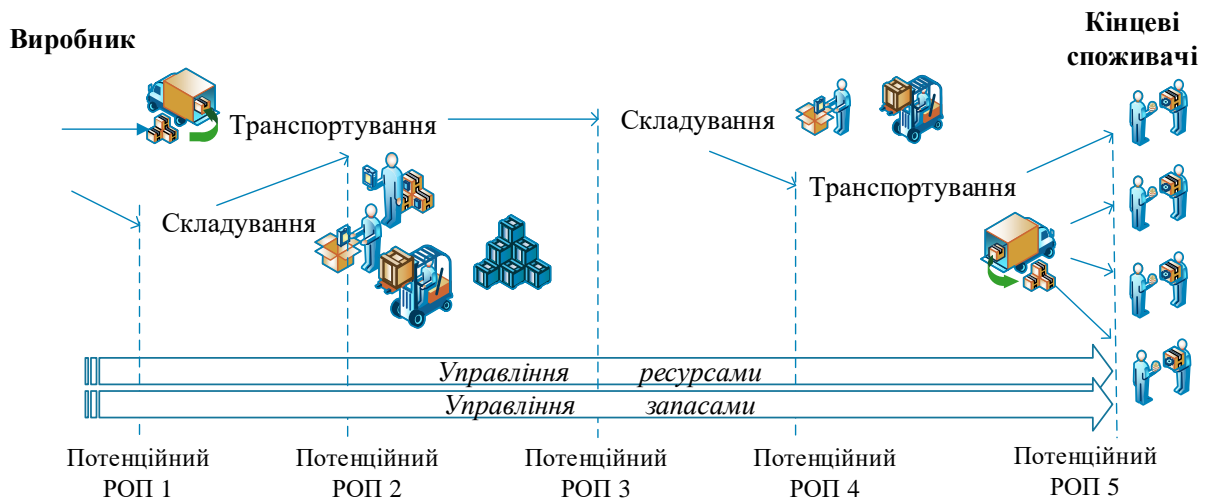 Виробник
Кінцеві
споживачі
Транспортування
Складування
Складування
Транспортування
Управління ресурсами
Управління запасами
Потенційний
РОП 1
Потенційний
РОП 2
Потенційний
РОП 3
Потенційний
РОП 4
Потенційний
РОП 5